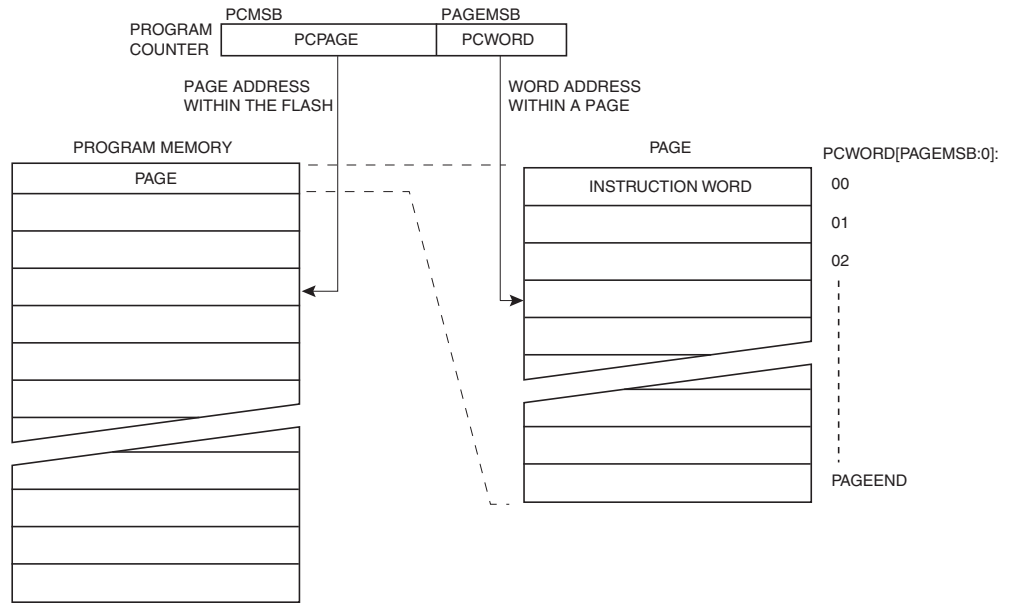 PCMSB
PAGEMSB
PROGRAM
COUNTER
PCPAGE
PCWORD
PAGE ADDRESS
WITHIN THE FLASH
WORD ADDRESS
WITHIN A PAGE
PROGRAM MEMORY
PAGE
PAGE
INSTRUCTION WORD
PCWORD[PAGEMSB:0]:
00
01
02
PAGEEND